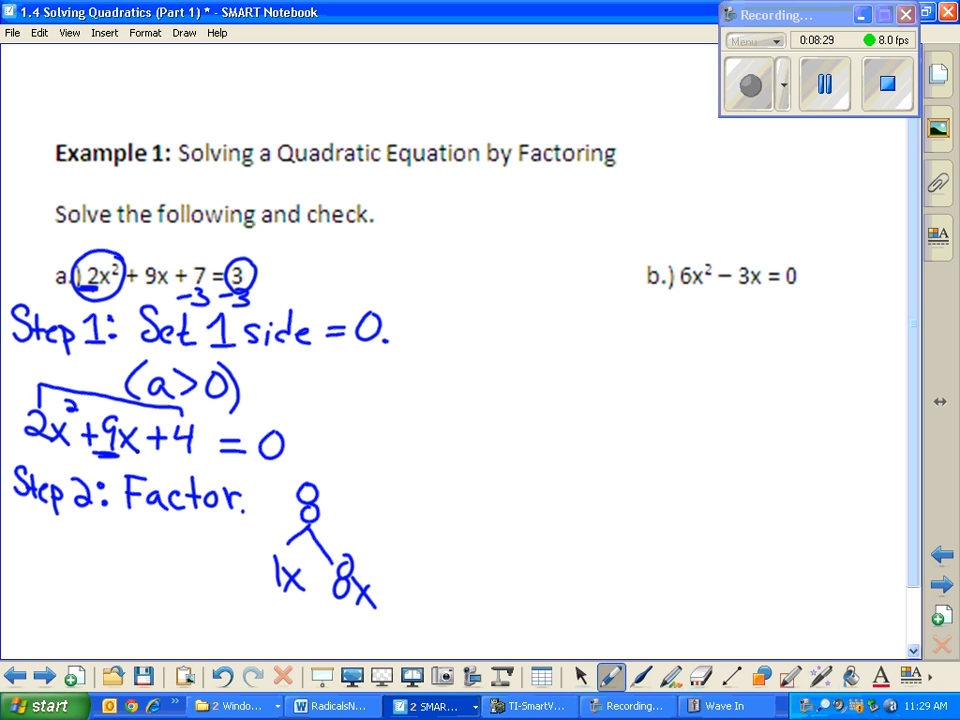 1.4 Solving Quadratics (Part 1) * - SMART Notebook
Recording...
File Edit View Insert Format Draw Help
Menu 0:08:29 8.0 fps
Example 1: Solving a Quadratic Equation by Factoring
Solve the following and check.
a.) 2x² + 9x + 7 = 3
b.) 6x² − 3x = 0
-3 -3
Step 1: Set 1 side = 0.
(a > 0)
2x² + 9x + 4 = 0
Step 2: Factor.
8
1x 8x
start 2 Windo... RadicalsN... 2 SMAR... TI-SmartV... Recording... Wave In 11:29 AM